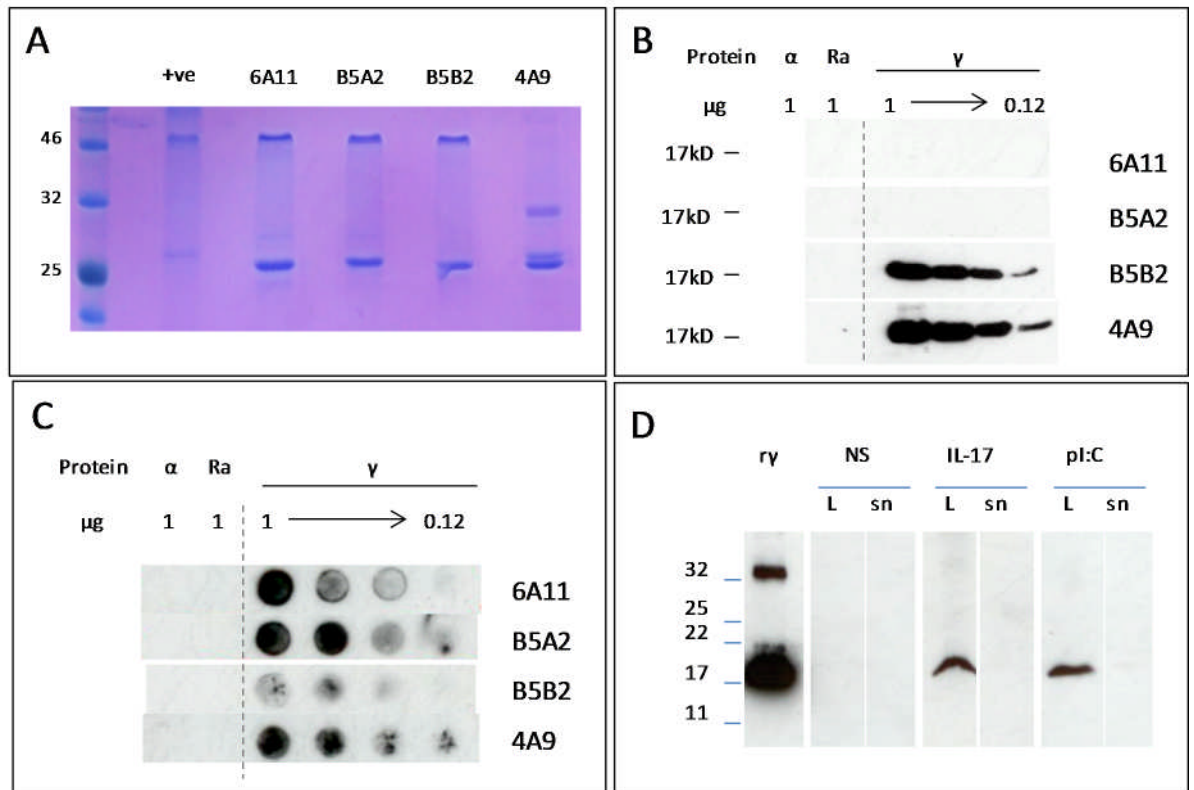 A
+ve 6A11 B5A2 B5B2 4A9
46
32
25
B
Protein α Ra γ
μg 1 1 1 0.12
17kD 6A11
17kD B5A2
17kD B5B2
17kD 4A9
C
Protein α Ra γ
μg 1 1 1 0.12
6A11
B5A2
B5B2
4A9
D
rγ NS IL-17 pI:C
L sn L sn L sn
32
25
22
17
11